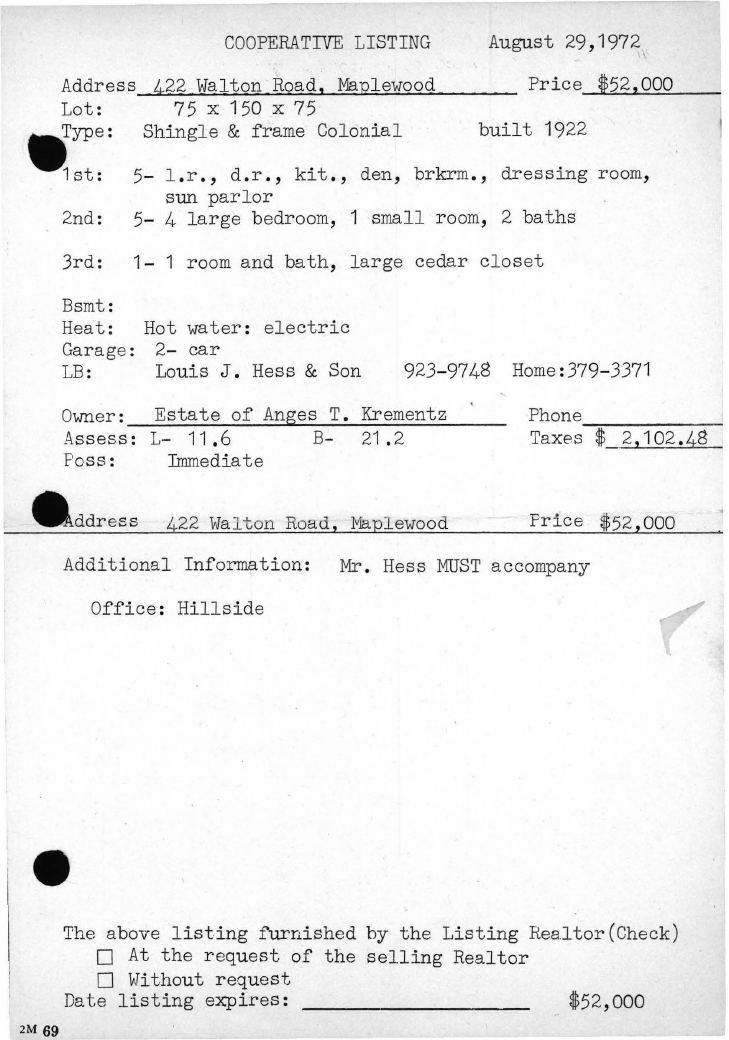 COOPERATIVE LISTING August 29,1972
Address 422 Walton Road, Maplewood Price $52,000
Lot: 75 x 150 x 75
Type: Shingle & frame Colonial built 1922
1st: 5- l.r., d.r., kit., den, brkrm., dressing room,
sun parlor
2nd: 5- 4 large bedroom, 1 small room, 2 baths
3rd: 1- 1 room and bath, large cedar closet
Bsmt:
Heat: Hot water: electric
Garage: 2- car
LB: Louis J. Hess & Son 923-9748 Home:379-3371
Owner: Estate of Anges T. Krementz Phone
Assess: L- 11.6 B- 21.2 Taxes $ 2,102.48
Poss: Immediate
Address 422 Walton Road, Maplewood Price $52,000
Additional Information: Mr. Hess MUST accompany
Office: Hillside
The above listing furnished by the Listing Realtor(Check)
☐ At the request of the selling Realtor
☐ Without request
Date listing expires: $52,000
2M 69